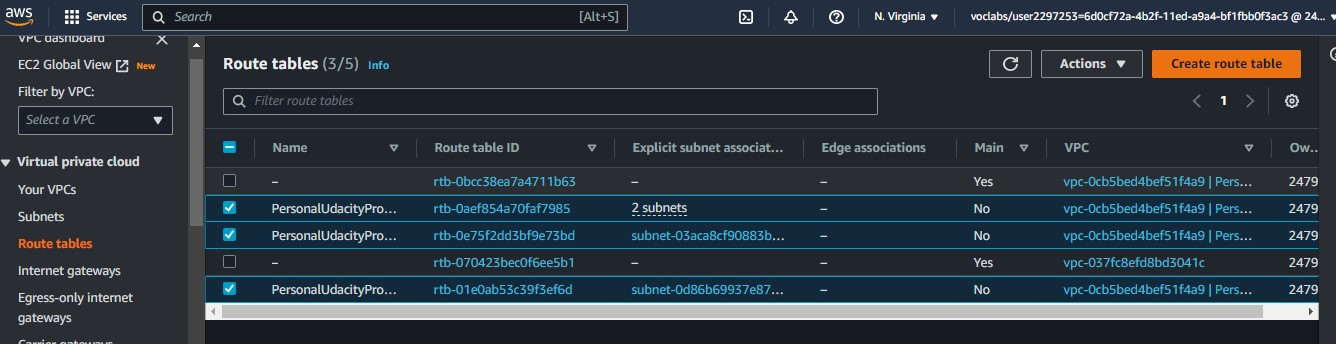 aws Services Search [Alt+S] N. Virginia voclabs/user2297253=6d0cf72a-4b2f-11ed-a9a4-bf1fbb0f3ac3 @ 24...
VPC dashboard
EC2 Global View New
Filter by VPC:
Select a VPC
Virtual private cloud
Your VPCs
Subnets
Route tables
Internet gateways
Egress-only internet
gateways
Carrier gateways
Route tables (3/5) Info
Actions
Create route table
Filter route tables
1
Name Route table ID Explicit subnet associat... Edge associations Main VPC Ow...
– rtb-0bcc38ea7a4711b63 – – Yes vpc-0cb5bed4bef51f4a9 | Pers... 2479
PersonalUdacityPro... rtb-0aef854a70faf7985 2 subnets – No vpc-0cb5bed4bef51f4a9 | Pers... 2479
PersonalUdacityPro... rtb-0e75f2dd3bf9e73bd subnet-03aca8cf90883b... – No vpc-0cb5bed4bef51f4a9 | Pers... 2479
– rtb-070423bec0f6ee5b1 – – Yes vpc-037fc8efd8bd3041c 2479
PersonalUdacityPro... rtb-01e0ab53c39f3ef6d subnet-0d86b69937e87... – No vpc-0cb5bed4bef51f4a9 | Pers... 2479